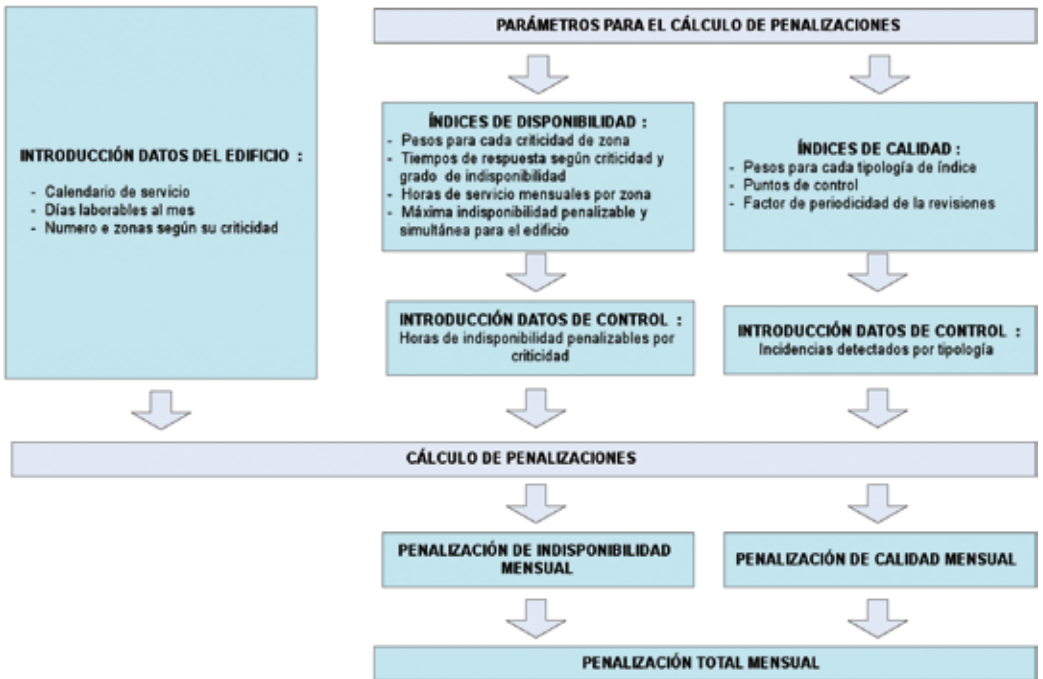 PARÁMETROS PARA EL CÁLCULO DE PENALIZACIONES
INTRODUCCIÓN DATOS DEL EDIFICIO :
- Calendario de servicio
- Días laborables al mes
- Numero e zonas según su criticidad
ÍNDICES DE DISPONIBILIDAD :
- Pesos para cada criticidad de zona
- Tiempos de respuesta según criticidad y
grado de indisponibilidad
- Horas de servicio mensuales por zona
- Máxima indisponibilidad penalizable y
simultánea para el edificio
ÍNDICES DE CALIDAD :
- Pesos para cada tipología de índice
- Puntos de control
- Factor de periodicidad de la revisiones
INTRODUCCIÓN DATOS DE CONTROL :
Horas de indisponibilidad penalizables por
criticidad
INTRODUCCIÓN DATOS DE CONTROL :
Incidencias detectados por tipología
CÁLCULO DE PENALIZACIONES
PENALIZACIÓN DE INDISPONIBILIDAD
MENSUAL
PENALIZACIÓN DE CALIDAD MENSUAL
PENALIZACIÓN TOTAL MENSUAL